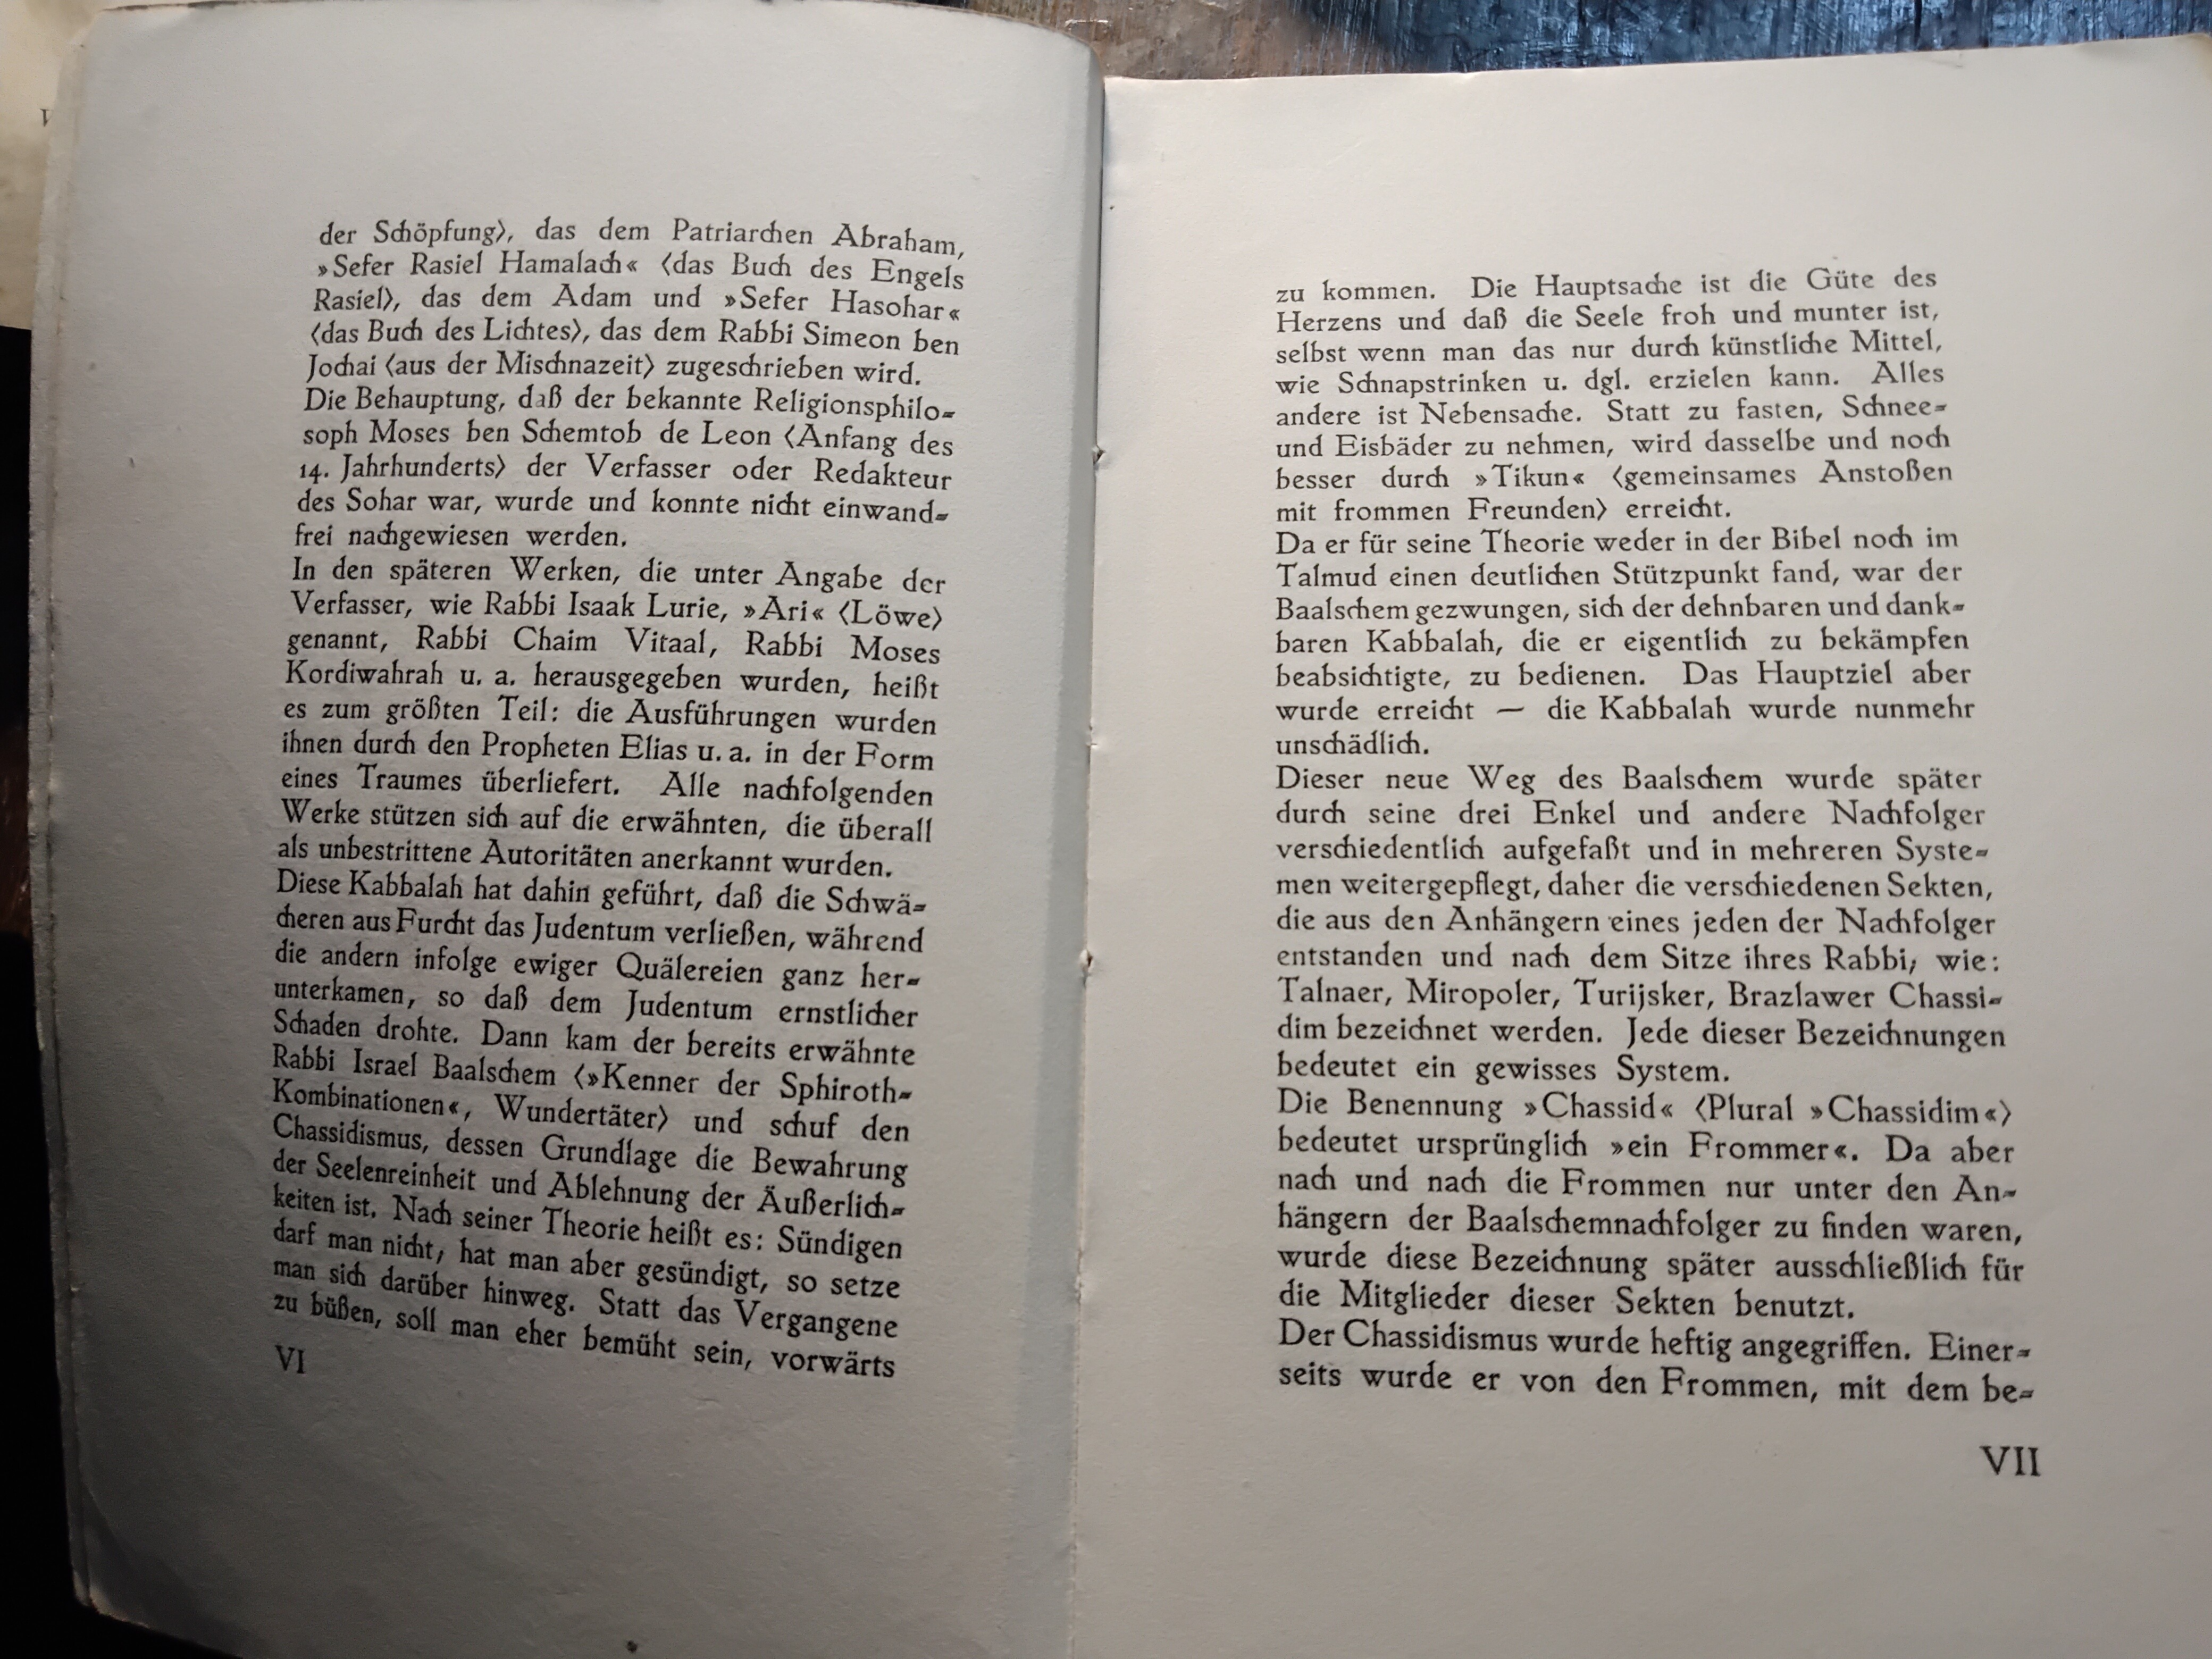 der Schöpfung⟩, das dem Patriarchen Abraham,
»Sefer Rasiel Hamalach« ⟨das Buch des Engels
Rasiel⟩, das dem Adam und »Sefer Hasohar«
⟨das Buch des Lichtes⟩, das dem Rabbi Simeon ben
Jochai ⟨aus der Mischnazeit⟩ zugeschrieben wird.
Die Behauptung, daß der bekannte Religionsphilo-
soph Moses ben Schemtob de Leon ⟨Anfang des
14. Jahrhunderts⟩ der Verfasser oder Redakteur
des Sohar war, wurde und konnte nicht einwand-
frei nachgewiesen werden.
In den späteren Werken, die unter Angabe der
Verfasser, wie Rabbi Isaak Lurie, »Ari« ⟨Löwe⟩
genannt, Rabbi Chaim Vitaal, Rabbi Moses
Kordiwahrah u. a. herausgegeben wurden, heißt
es zum größten Teil: die Ausführungen wurden
ihnen durch den Propheten Elias u. a. in der Form
eines Traumes überliefert. Alle nachfolgenden
Werke stützen sich auf die erwähnten, die überall
als unbestrittene Autoritäten anerkannt wurden.
Diese Kabbalah hat dahin geführt, daß die Schwä-
cheren aus Furcht das Judentum verließen, während
die andern infolge ewiger Quälereien ganz her-
unterkamen, so daß dem Judentum ernstlicher
Schaden drohte. Dann kam der bereits erwähnte
Rabbi Israel Baalschem ⟨»Kenner der Sphiroth-
Kombinationen«, Wundertäter⟩ und schuf den
Chassidismus, dessen Grundlage die Bewahrung
der Seelenreinheit und Ablehnung der Äußerlich-
keiten ist. Nach seiner Theorie heißt es: Sündigen
darf man nicht, hat man aber gesündigt, so setze
man sich darüber hinweg. Statt das Vergangene
zu büßen, soll man eher bemüht sein, vorwärts
VI
zu kommen. Die Hauptsache ist die Güte des
Herzens und daß die Seele froh und munter ist,
selbst wenn man das nur durch künstliche Mittel,
wie Schnapstrinken u. dgl. erzielen kann. Alles
andere ist Nebensache. Statt zu fasten, Schnee-
und Eisbäder zu nehmen, wird dasselbe und noch
besser durch »Tikun« ⟨gemeinsames Anstoßen
mit frommen Freunden⟩ erreicht.
Da er für seine Theorie weder in der Bibel noch im
Talmud einen deutlichen Stützpunkt fand, war der
Baalschem gezwungen, sich der dehnbaren und dank-
baren Kabbalah, die er eigentlich zu bekämpfen
beabsichtigte, zu bedienen. Das Hauptziel aber
wurde erreicht — die Kabbalah wurde nunmehr
unschädlich.
Dieser neue Weg des Baalschem wurde später
durch seine drei Enkel und andere Nachfolger
verschiedentlich aufgefaßt und in mehreren Syste-
men weitergepflegt, daher die verschiedenen Sekten,
die aus den Anhängern eines jeden der Nachfolger
entstanden und nach dem Sitze ihres Rabbi, wie:
Talnaer, Miropoler, Turijsker, Brazlawer Chassi-
dim bezeichnet werden. Jede dieser Bezeichnungen
bedeutet ein gewisses System.
Die Benennung »Chassid« ⟨Plural »Chassidim«⟩
bedeutet ursprünglich »ein Frommer«. Da aber
nach und nach die Frommen nur unter den An-
hängern der Baalschemnachfolger zu finden waren,
wurde diese Bezeichnung später ausschließlich für
die Mitglieder dieser Sekten benutzt.
Der Chassidismus wurde heftig angegriffen. Einer-
seits wurde er von den Frommen, mit dem be-
VII